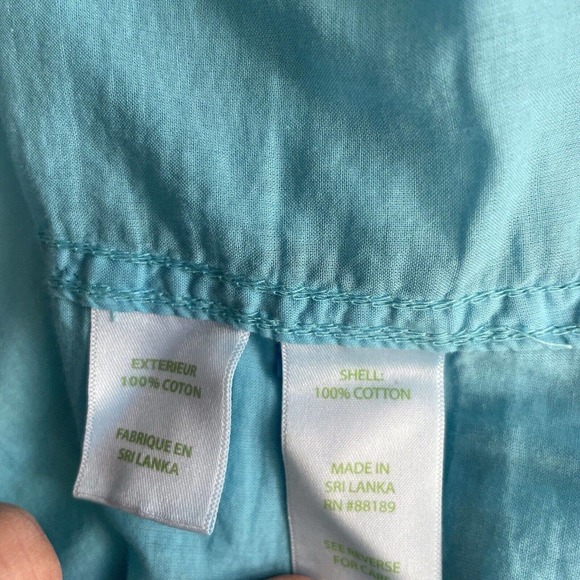 EXTERIEUR
100% COTON
FABRIQUE EN
SRI LANKA
SHELL:
100% COTTON
MADE IN
SRI LANKA
RN #88189
SEE REVERSE
FOR CARE